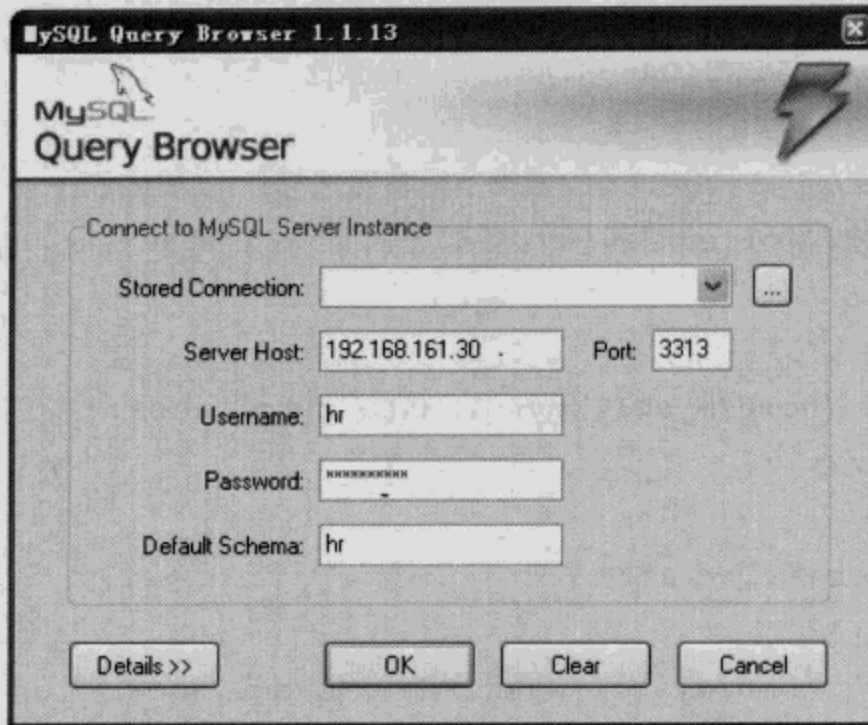 MySQL Query Browser 1.1.13
MySQL
Query Browser
Connect to MySQL Server Instance
Stored Connection:
...
Server Host: 192.168.161.30 Port: 3313
Username: hr
Password: **********
Default Schema: hr
Details >> OK Clear Cancel